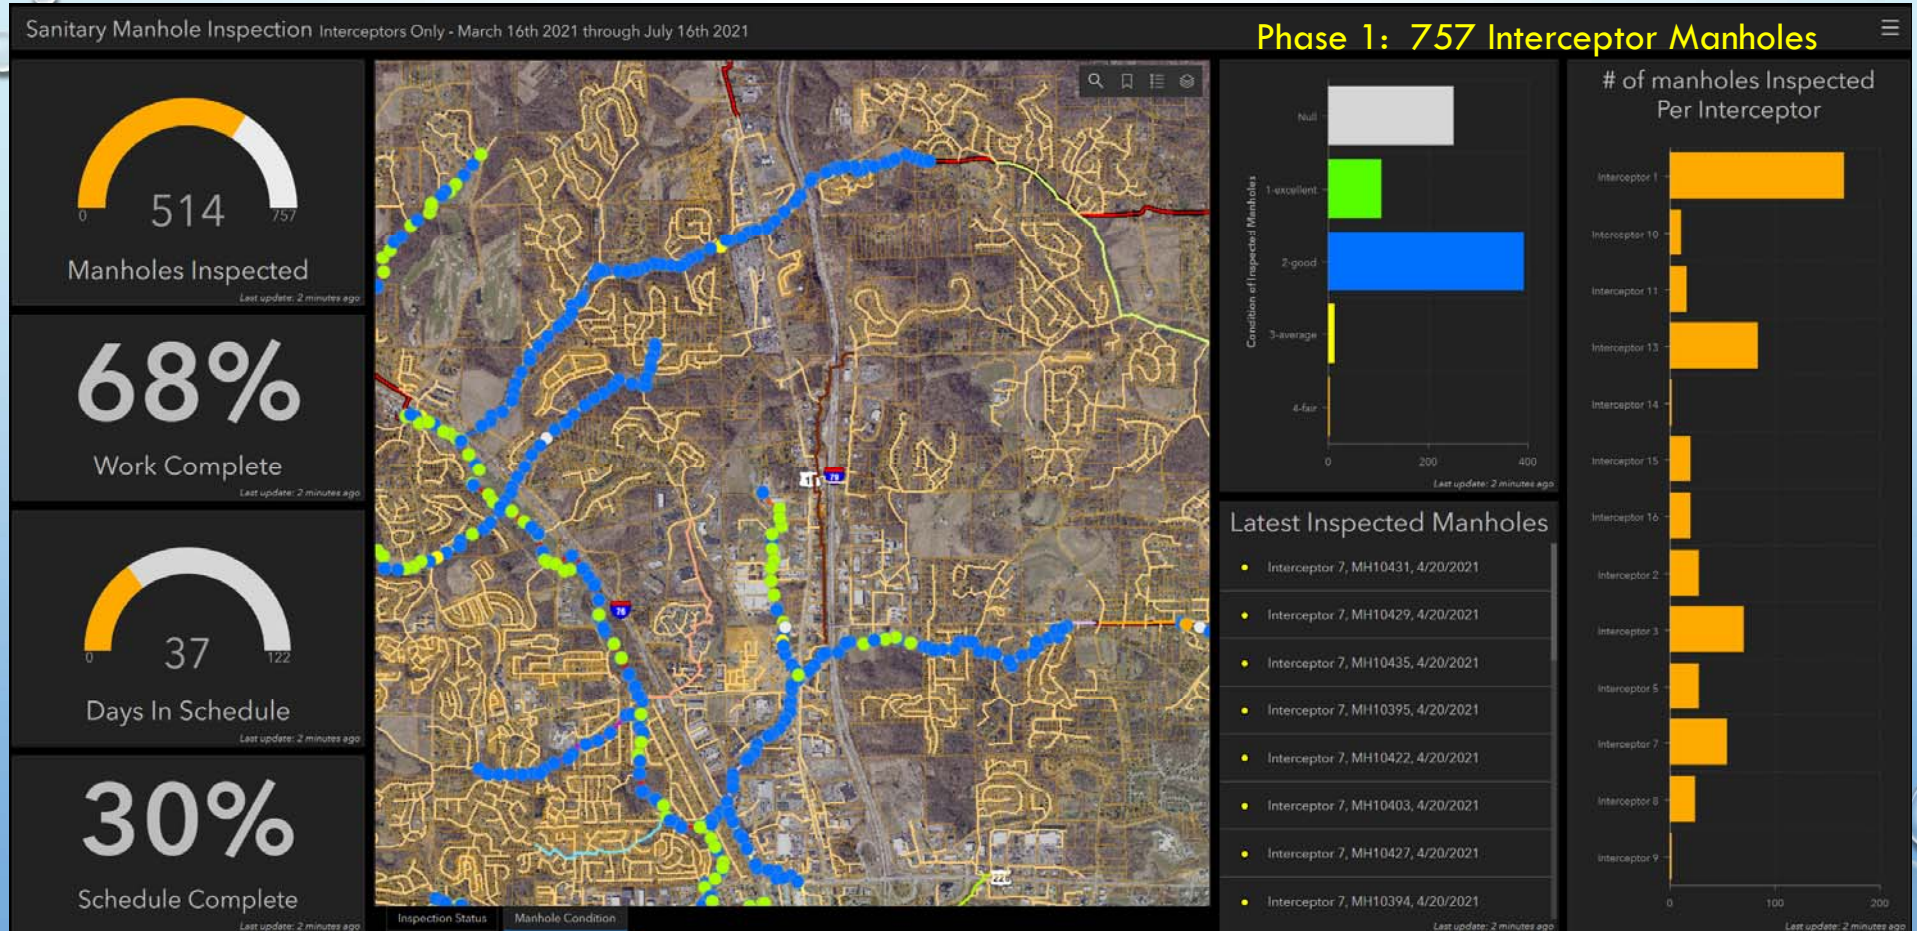 Sanitary Manhole Inspection Interceptors Only - March 16th 2021 through July 16th 2021
Phase 1: 757 Interceptor Manholes
514
0
757
Manholes Inspected
Last update: 2 minutes ago
68%
Work Complete
Last update: 2 minutes ago
37
0
122
Days In Schedule
Last update: 2 minutes ago
30%
Schedule Complete
Last update: 2 minutes ago
76
Inspection Status
Manhole Condition
Condition of Inspected Manholes
Null
1-excellent
2-good
3-average
4-fair
0
200
400
Last update: 2 minutes ago
Latest Inspected Manholes
Interceptor 7, MH10431, 4/20/2021
Interceptor 7, MH10429, 4/20/2021
Interceptor 7, MH10435, 4/20/2021
Interceptor 7, MH10395, 4/20/2021
Interceptor 7, MH10422, 4/20/2021
Interceptor 7, MH10403, 4/20/2021
Interceptor 7, MH10427, 4/20/2021
Interceptor 7, MH10394, 4/20/2021
Last update: 2 minutes ago
# of manholes Inspected
Per Interceptor
Interceptor 1
Interceptor 10
Interceptor 11
Interceptor 13
Interceptor 14
Interceptor 15
Interceptor 16
Interceptor 2
Interceptor 3
Interceptor 5
Interceptor 7
Interceptor 8
Interceptor 9
0
100
200
Last update: 2 minutes ago